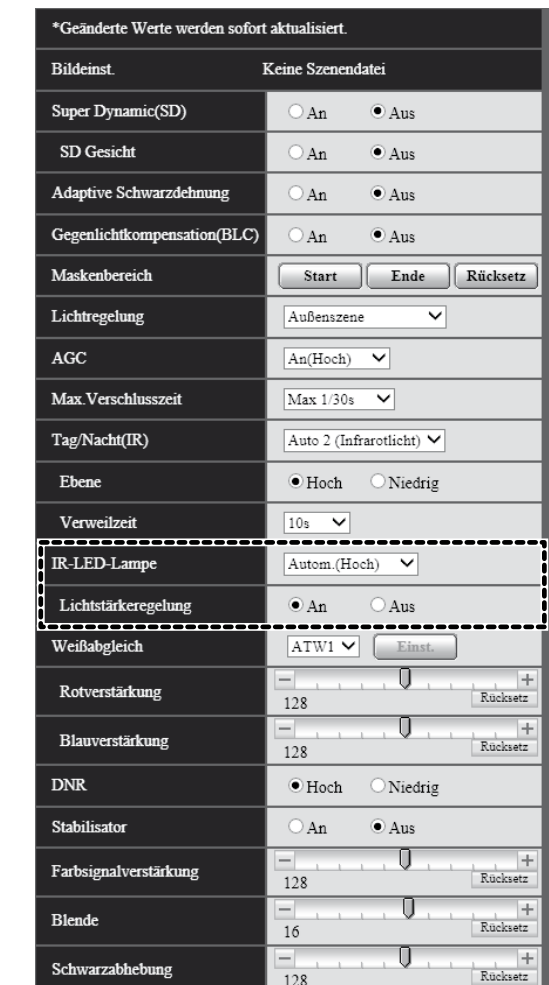 *Geänderte Werte werden sofort aktualisiert.
Bildeinst. Keine Szenendatei
Super Dynamic(SD) An Aus
SD Gesicht An Aus
Adaptive Schwarzdehnung An Aus
Gegenlichtkompensation(BLC) An Aus
Maskenbereich Start Ende Rücksetz
Lichtregelung Außenszene
AGC An(Hoch)
Max.Verschlusszeit Max 1/30s
Tag/Nacht(IR) Auto 2 (Infrarotlicht)
Ebene Hoch Niedrig
Verweilzeit 10s
IR-LED-Lampe Autom.(Hoch)
Lichtstärkeregelung An Aus
Weißabgleich ATW1 Einst.
Rotverstärkung - + 128 Rücksetz
Blauverstärkung - + 128 Rücksetz
DNR Hoch Niedrig
Stabilisator An Aus
Farbsignalverstärkung - + 128 Rücksetz
Blende - + 16 Rücksetz
Schwarzabhebung - + 128 Rücksetz